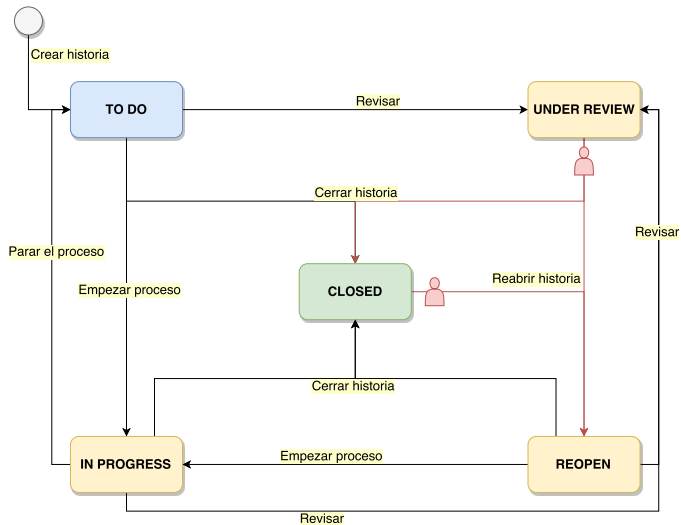 Crear historia
TO DO
Revisar
UNDER REVIEW
Cerrar historia
Revisar
Parar el proceso
Empezar proceso
CLOSED
Reabrir historia
Cerrar historia
IN PROGRESS
Empezar proceso
REOPEN
Revisar